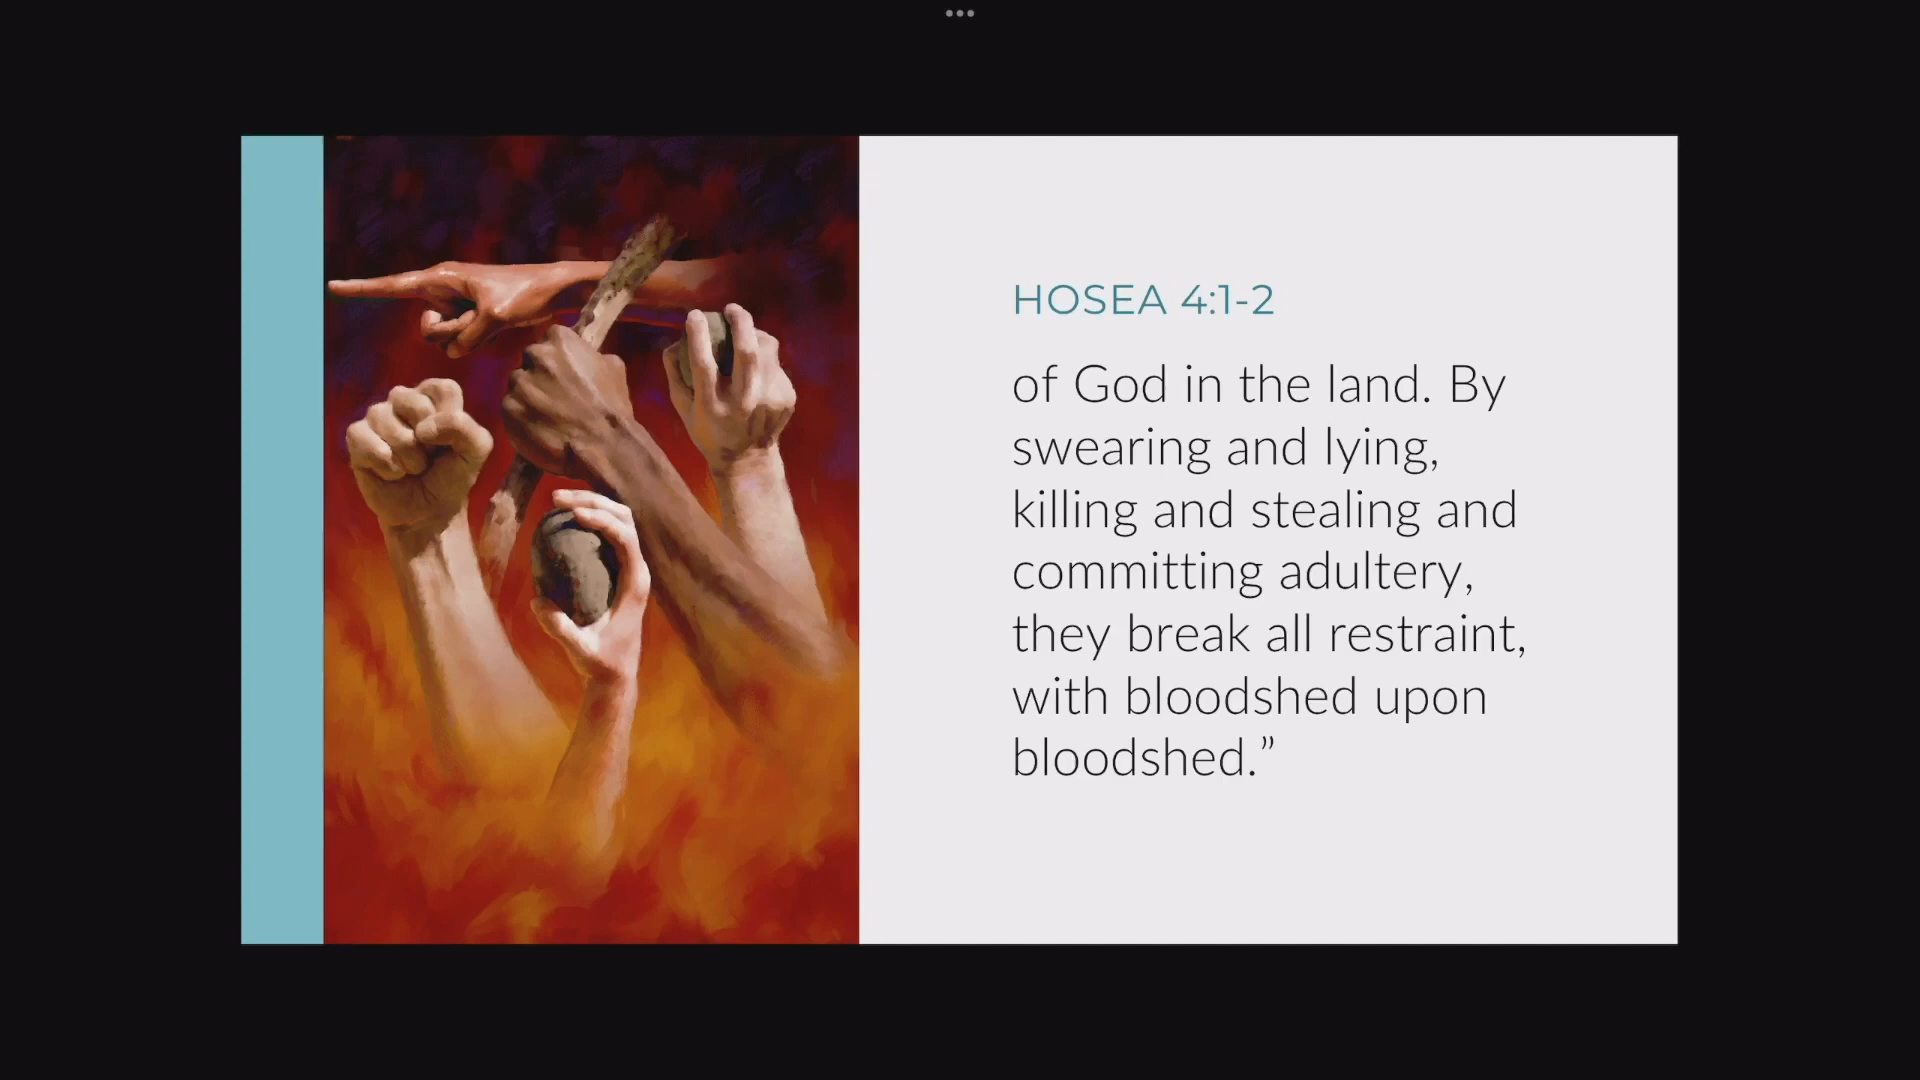 HOSEA 4:1-2
of God in the land. By
swearing and lying,
killing and stealing and
committing adultery,
they break all restraint,
with bloodshed upon
bloodshed.”